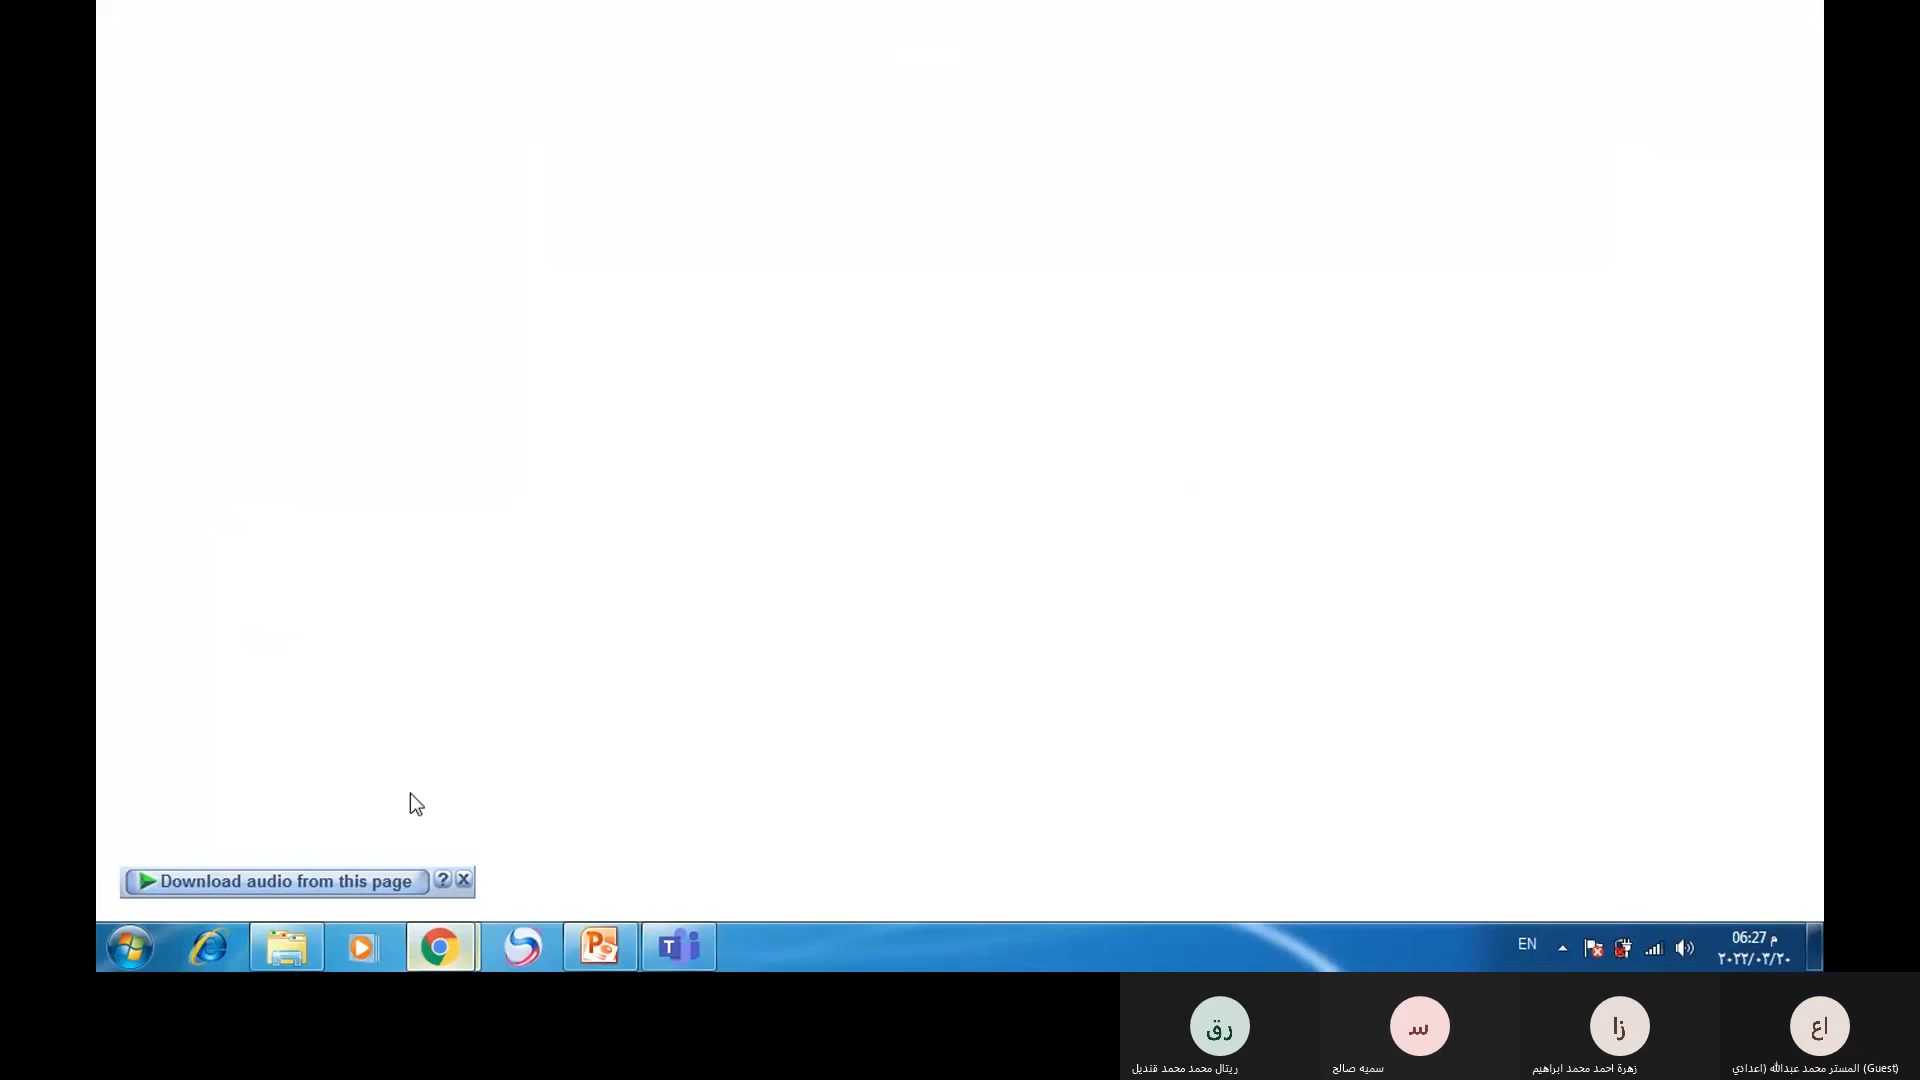 Download audio from this page
EN
06:27 م
٢٠٢٢/٠٣/٢٠
رق
س
زا
اع
ريتال محمد محمد قنديل
سميه صالح
زهرة احمد محمد ابراهيم
المستر محمد عبدالله (اعدادي (Guest)